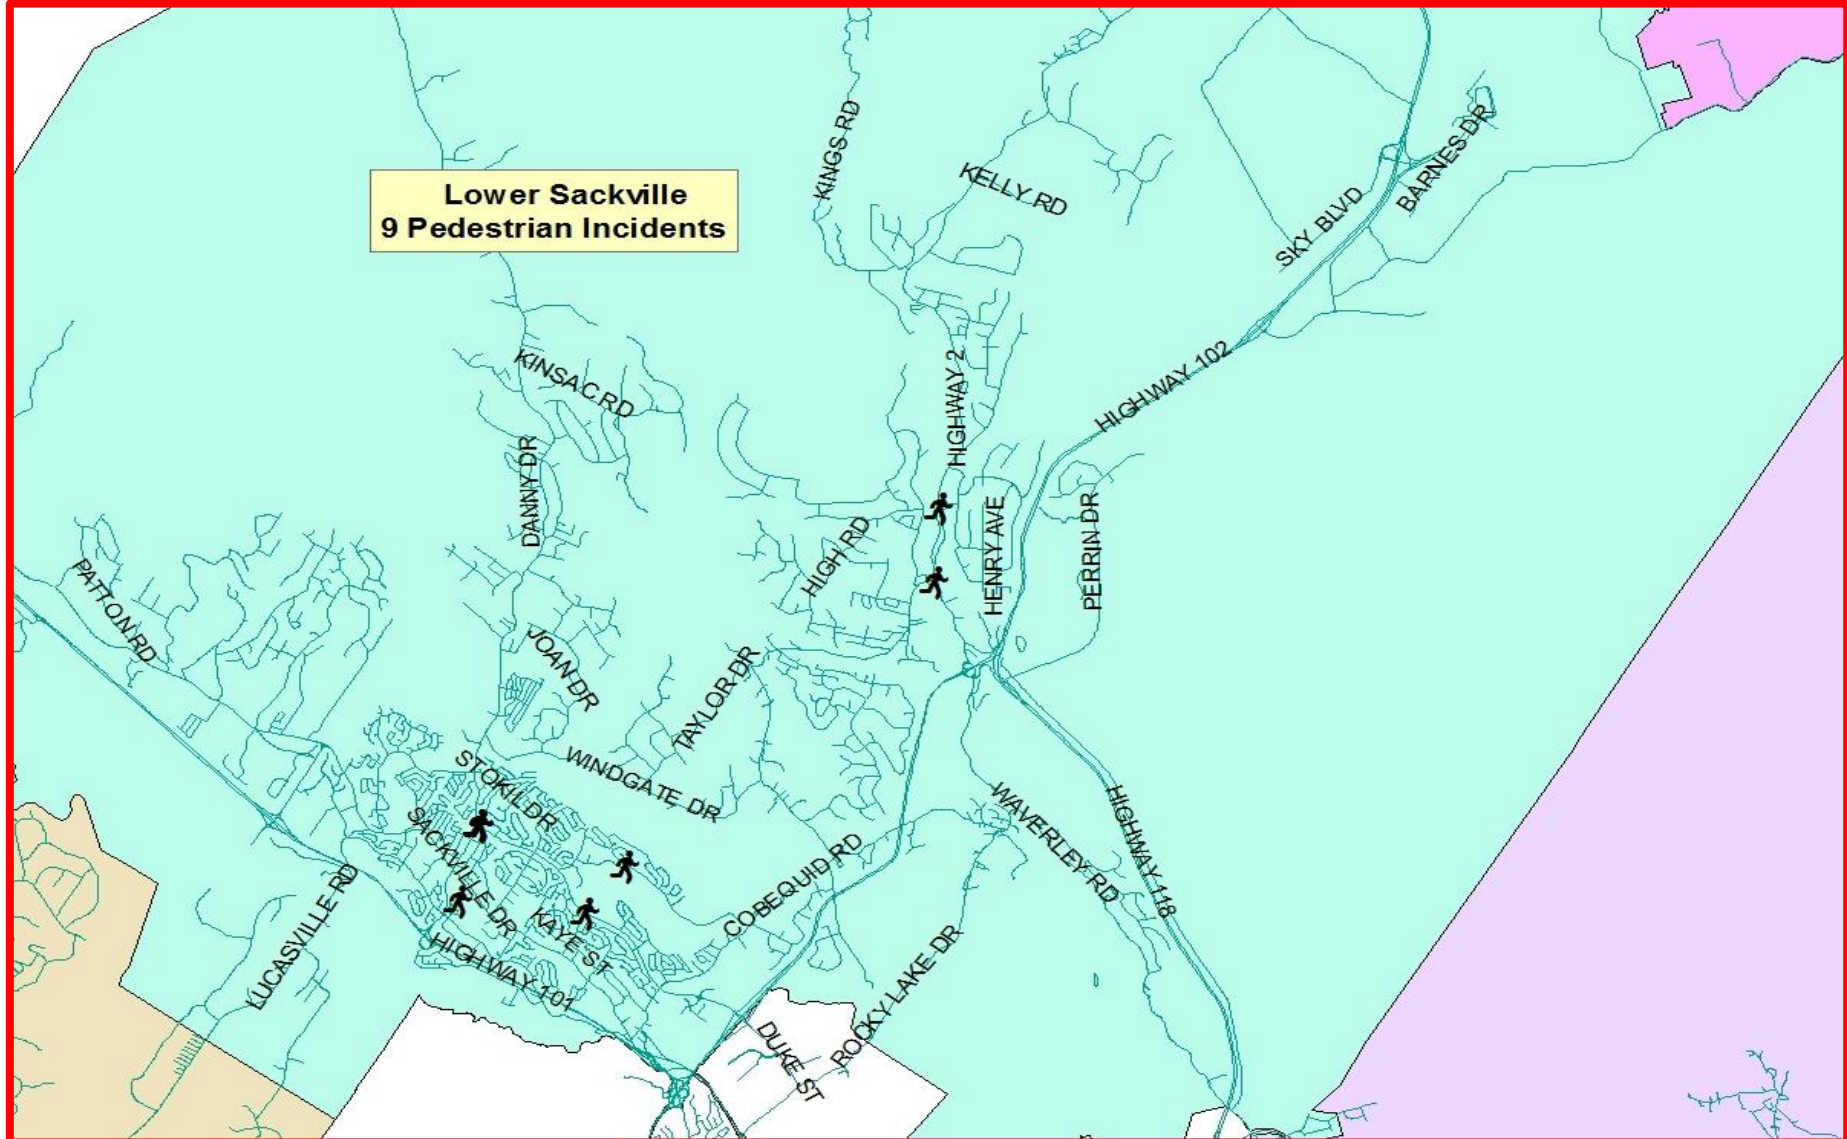 Lower Sackville
9 Pedestrian Incidents
KINGS RD
KELLY RD
BARNES DR
SKY BLVD
HIGHWAY 102
HIGHWAY 2
KINSAC RD
DANNY DR
HENRY AVE
PERRIN DR
HIGH RD
PATTON RD
JOAN DR
TAYLOR DR
WINDGATE DR
STOKIL DR
SACKVILLE DR
WAVERLEY RD
HIGHWAY 118
COBEQUID RD
LUCASVILLE RD
KAYE ST
HIGHWAY 101
ROCKY LAKE DR
DUKE ST